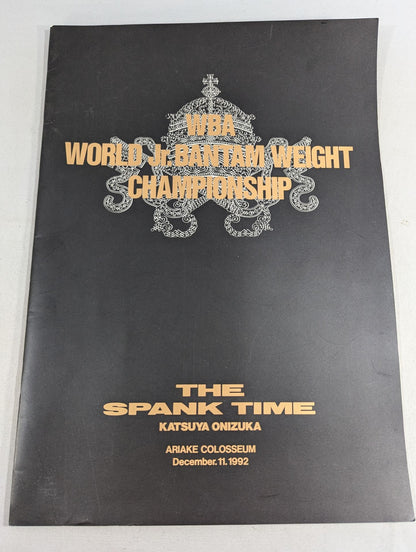 WBA
WORLD Jr. BANTAM WEIGHT
CHAMPIONSHIP
THE
SPANK TIME
KATSUYA ONIZUKA
ARIAKE COLOSSEUM
December.11.1992